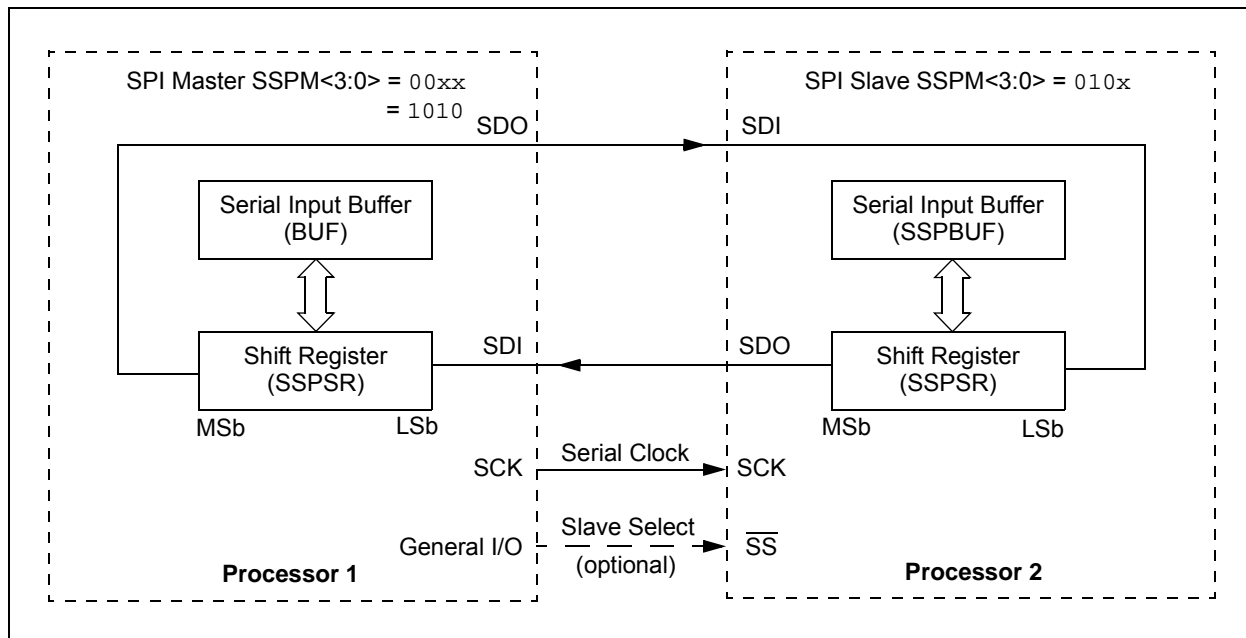 SPI Master SSPM<3:0> = 00xx
= 1010
SDO
Serial Input Buffer
(BUF)
SDI
Shift Register
(SSPSR)
MSb
LSb
SCK
General I/O
Processor 1
Serial Clock
Slave Select
(optional)
SPI Slave SSPM<3:0> = 010x
SDI
Serial Input Buffer
(SSPBUF)
SDO
Shift Register
(SSPSR)
MSb
LSb
SCK
S̅S̅
Processor 2